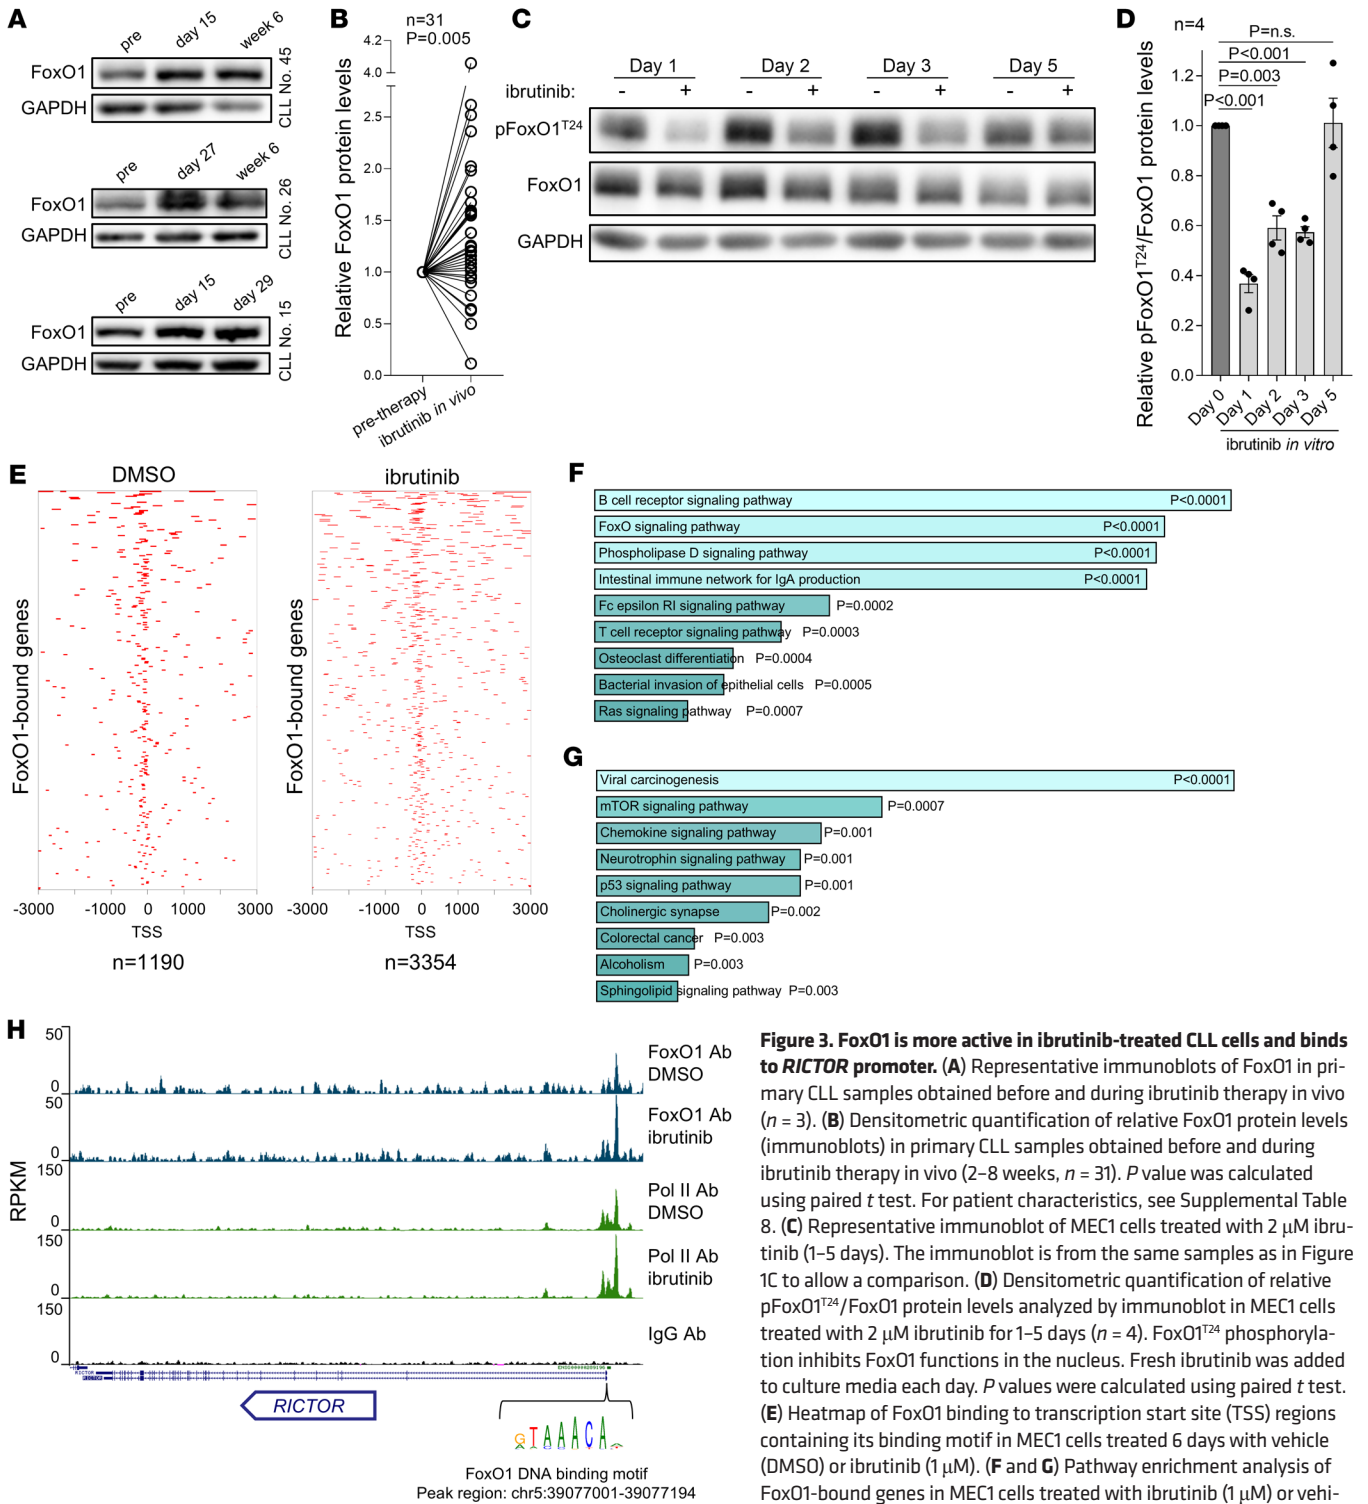 A
pre
day 15
week 6
FoxO1
GAPDH
CLL No. 45
pre
day 27
week 6
FoxO1
GAPDH
CLL No. 26
pre
day 15
day 29
FoxO1
GAPDH
CLL No. 15
B
n=31
P=0.005
Relative FoxO1 protein levels
4.2
4.0
2.5
2.0
1.5
1.0
0.5
0.0
pre-therapy
ibrutinib in vivo
C
Day 1
Day 2
Day 3
Day 5
ibrutinib: - + - + - + - +
pFoxO1T24
FoxO1
GAPDH
D
n=4
P=n.s.
P<0.001
P=0.003
P<0.001
Relative pFoxO1T24/FoxO1 protein levels
1.2
1.0
0.8
0.6
0.4
0.2
0.0
Day 0
Day 1
Day 2
Day 3
Day 5
ibrutinib in vitro
E
DMSO
ibrutinib
FoxO1-bound genes
FoxO1-bound genes
-3000 -1000 0 1000 3000
-3000 -1000 0 1000 3000
TSS
TSS
n=1190
n=3354
F
B cell receptor signaling pathway P<0.0001
FoxO signaling pathway P<0.0001
Phospholipase D signaling pathway P<0.0001
Intestinal immune network for IgA production P<0.0001
Fc epsilon RI signaling pathway P=0.0002
T cell receptor signaling pathway P=0.0003
Osteoclast differentiation P=0.0004
Bacterial invasion of epithelial cells P=0.0005
Ras signaling pathway P=0.0007
G
Viral carcinogenesis P<0.0001
mTOR signaling pathway P=0.0007
Chemokine signaling pathway P=0.001
Neurotrophin signaling pathway P=0.001
p53 signaling pathway P=0.001
Cholinergic synapse P=0.002
Colorectal cancer P=0.003
Alcoholism P=0.003
Sphingolipid signaling pathway P=0.003
H
RPKM
50
0
FoxO1 Ab
DMSO
50
0
FoxO1 Ab
ibrutinib
150
0
Pol II Ab
DMSO
150
0
Pol II Ab
ibrutinib
150
0
IgG Ab
RICTOR
RICTOR
RICTOR
GTAAACA
FoxO1 DNA binding motif
Peak region: chr5:39077001-39077194
Figure 3. FoxO1 is more active in ibrutinib-treated CLL cells and binds
to RICTOR promoter. (A) Representative immunoblots of FoxO1 in pri-
mary CLL samples obtained before and during ibrutinib therapy in vivo
(n = 3). (B) Densitometric quantification of relative FoxO1 protein levels
(immunoblots) in primary CLL samples obtained before and during
ibrutinib therapy in vivo (2–8 weeks, n = 31). P value was calculated
using paired t test. For patient characteristics, see Supplemental Table
8. (C) Representative immunoblot of MEC1 cells treated with 2 μM ibru-
tinib (1–5 days). The immunoblot is from the same samples as in Figure
1C to allow a comparison. (D) Densitometric quantification of relative
pFoxO1T24/FoxO1 protein levels analyzed by immunoblot in MEC1 cells
treated with 2 μM ibrutinib for 1–5 days (n = 4). FoxO1T24 phosphoryla-
tion inhibits FoxO1 functions in the nucleus. Fresh ibrutinib was added
to culture media each day. P values were calculated using paired t test.
(E) Heatmap of FoxO1 binding to transcription start site (TSS) regions
containing its binding motif in MEC1 cells treated 6 days with vehicle
(DMSO) or ibrutinib (1 μM). (F and G) Pathway enrichment analysis of
FoxO1-bound genes in MEC1 cells treated with ibrutinib (1 μM) or vehi-